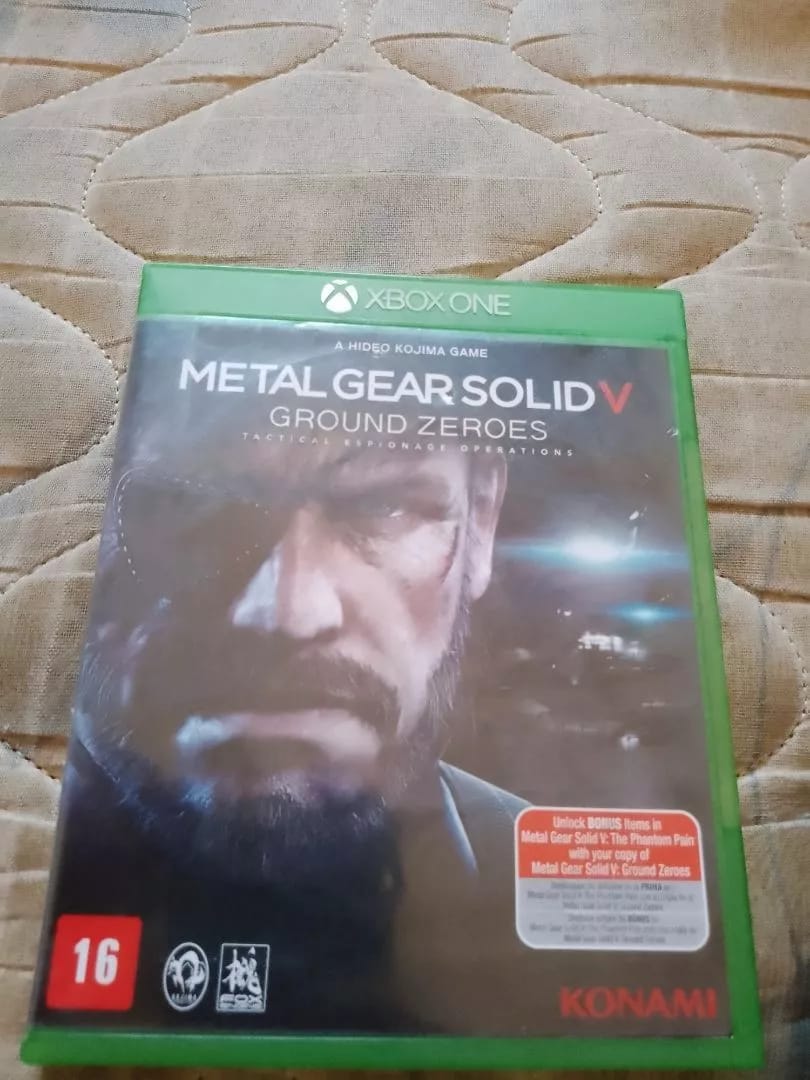 XBOX ONE
A HIDEO KOJIMA GAME
METAL GEAR SOLID V
GROUND ZEROES
TACTICAL ESPIONAGE OPERATIONS
Unlock BONUS Items in
Metal Gear Solid V: The Phantom Pain
with your copy of
Metal Gear Solid V: Ground Zeroes
16
FOX
KONAMI